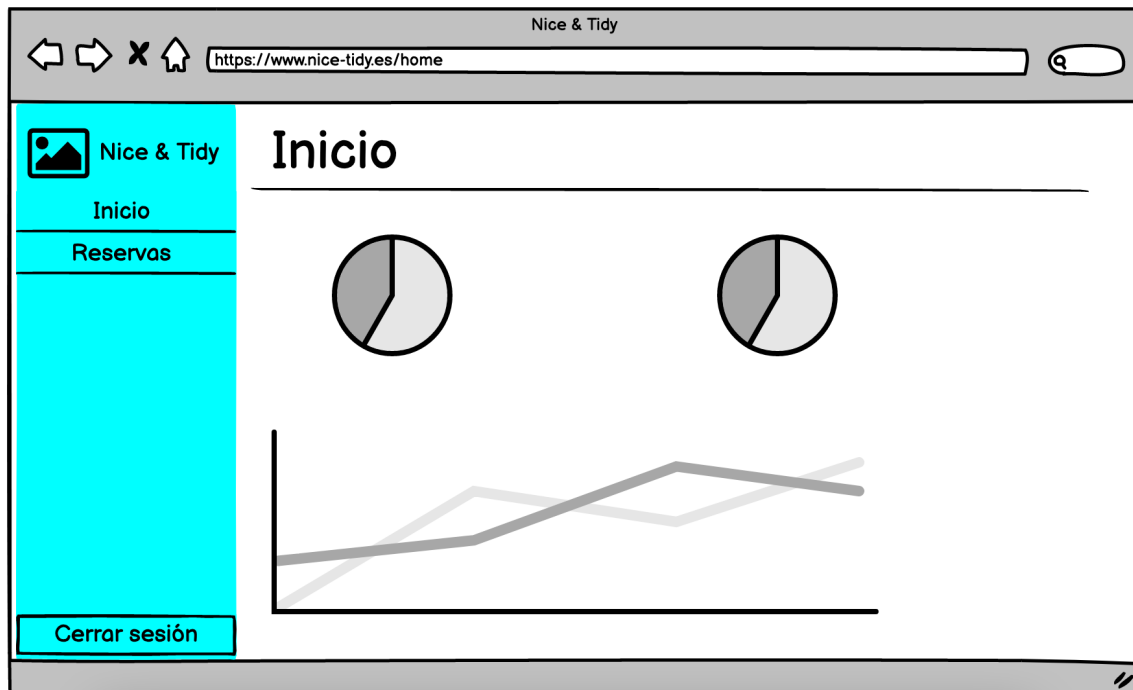 Nice & Tidy
https://www.nice-tidy.es/home
Nice & Tidy
Inicio
Inicio
Reservas
Cerrar sesión